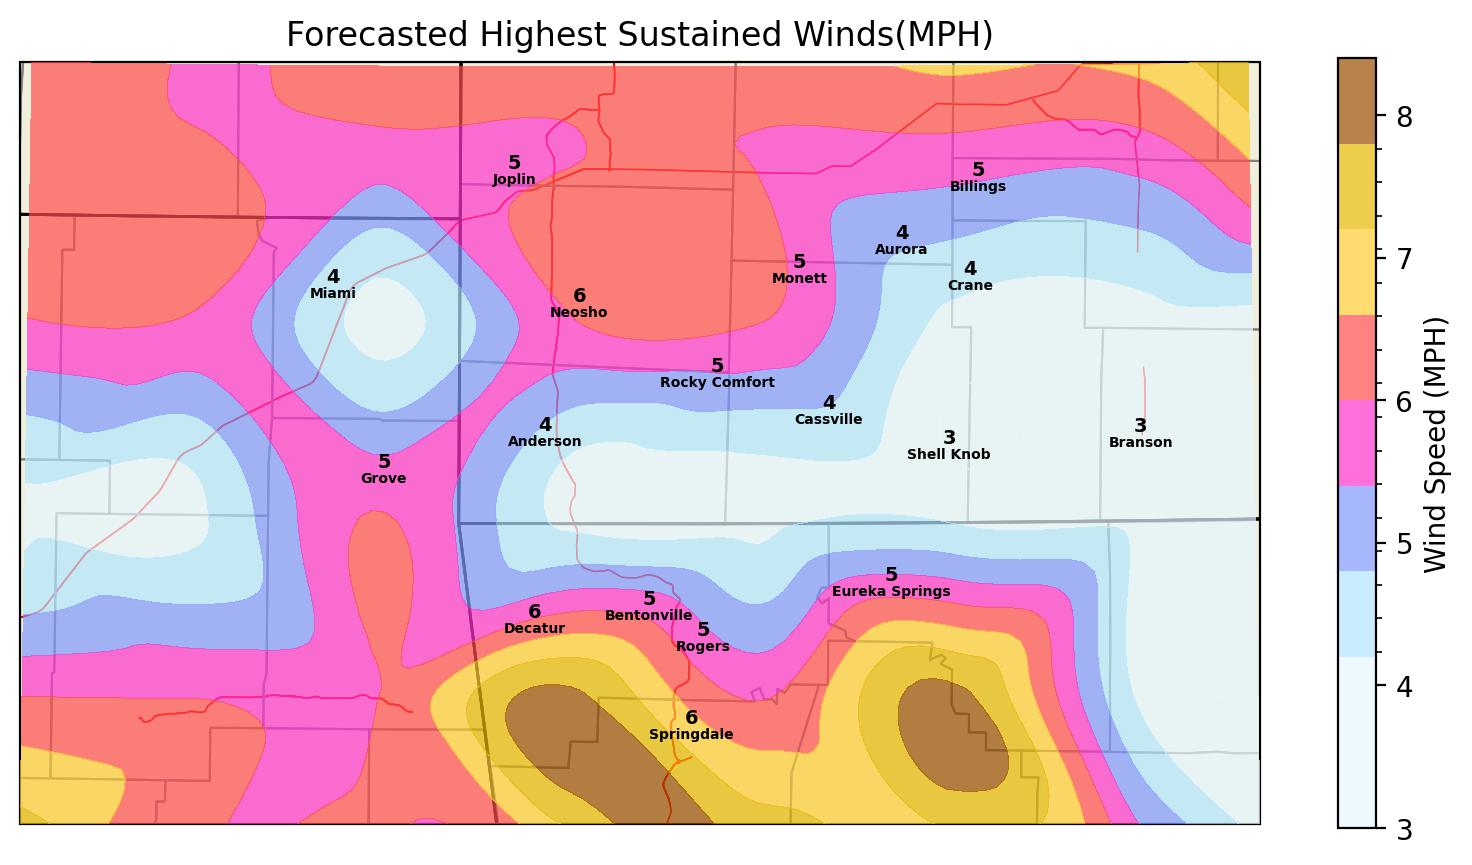 Forecasted Highest Sustained Winds(MPH)
5
Joplin
5
Billings
4
Aurora
4
Miami
5
Monett
4
Crane
6
Neosho
5
Rocky Comfort
4
Cassville
4
Anderson
3
Shell Knob
3
Branson
5
Grove
5
Eureka Springs
5
Bentonville
6
Decatur
5
Rogers
6
Springdale
8
7
6
5
4
3
Wind Speed (MPH)